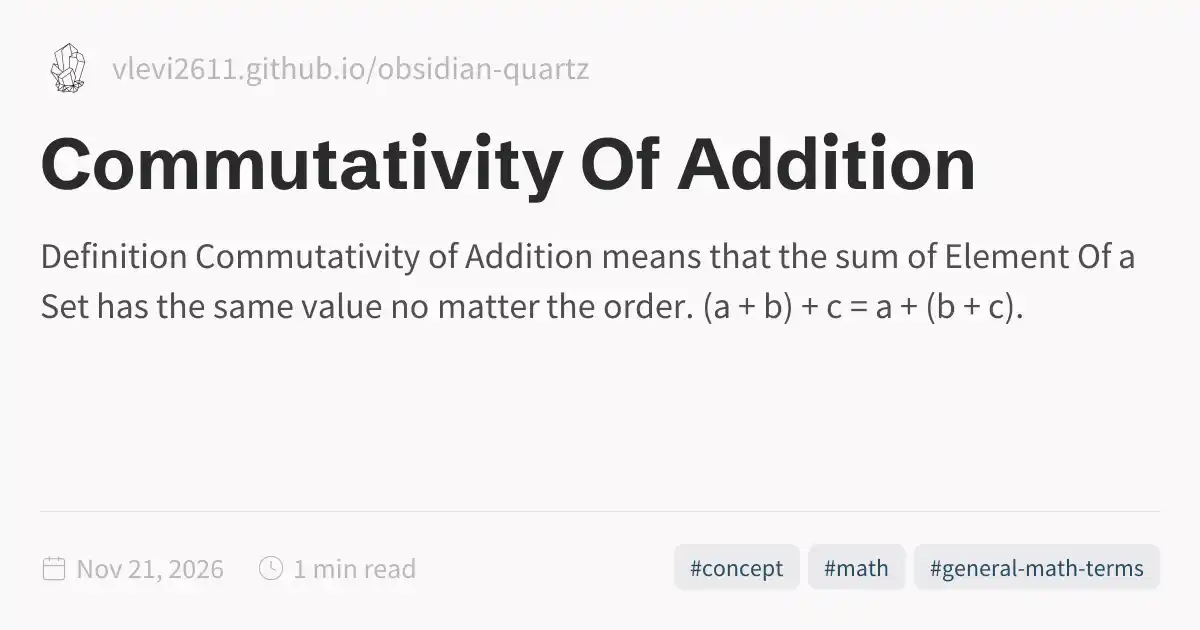 vlevi2611.github.io/obsidian-quartz
Commutativity Of Addition
Definition Commutativity of Addition means that the sum of Element Of a
Set has the same value no matter the order. (a + b) + c = a + (b + c).
Nov 21, 2026 1 min read #concept #math #general-math-terms